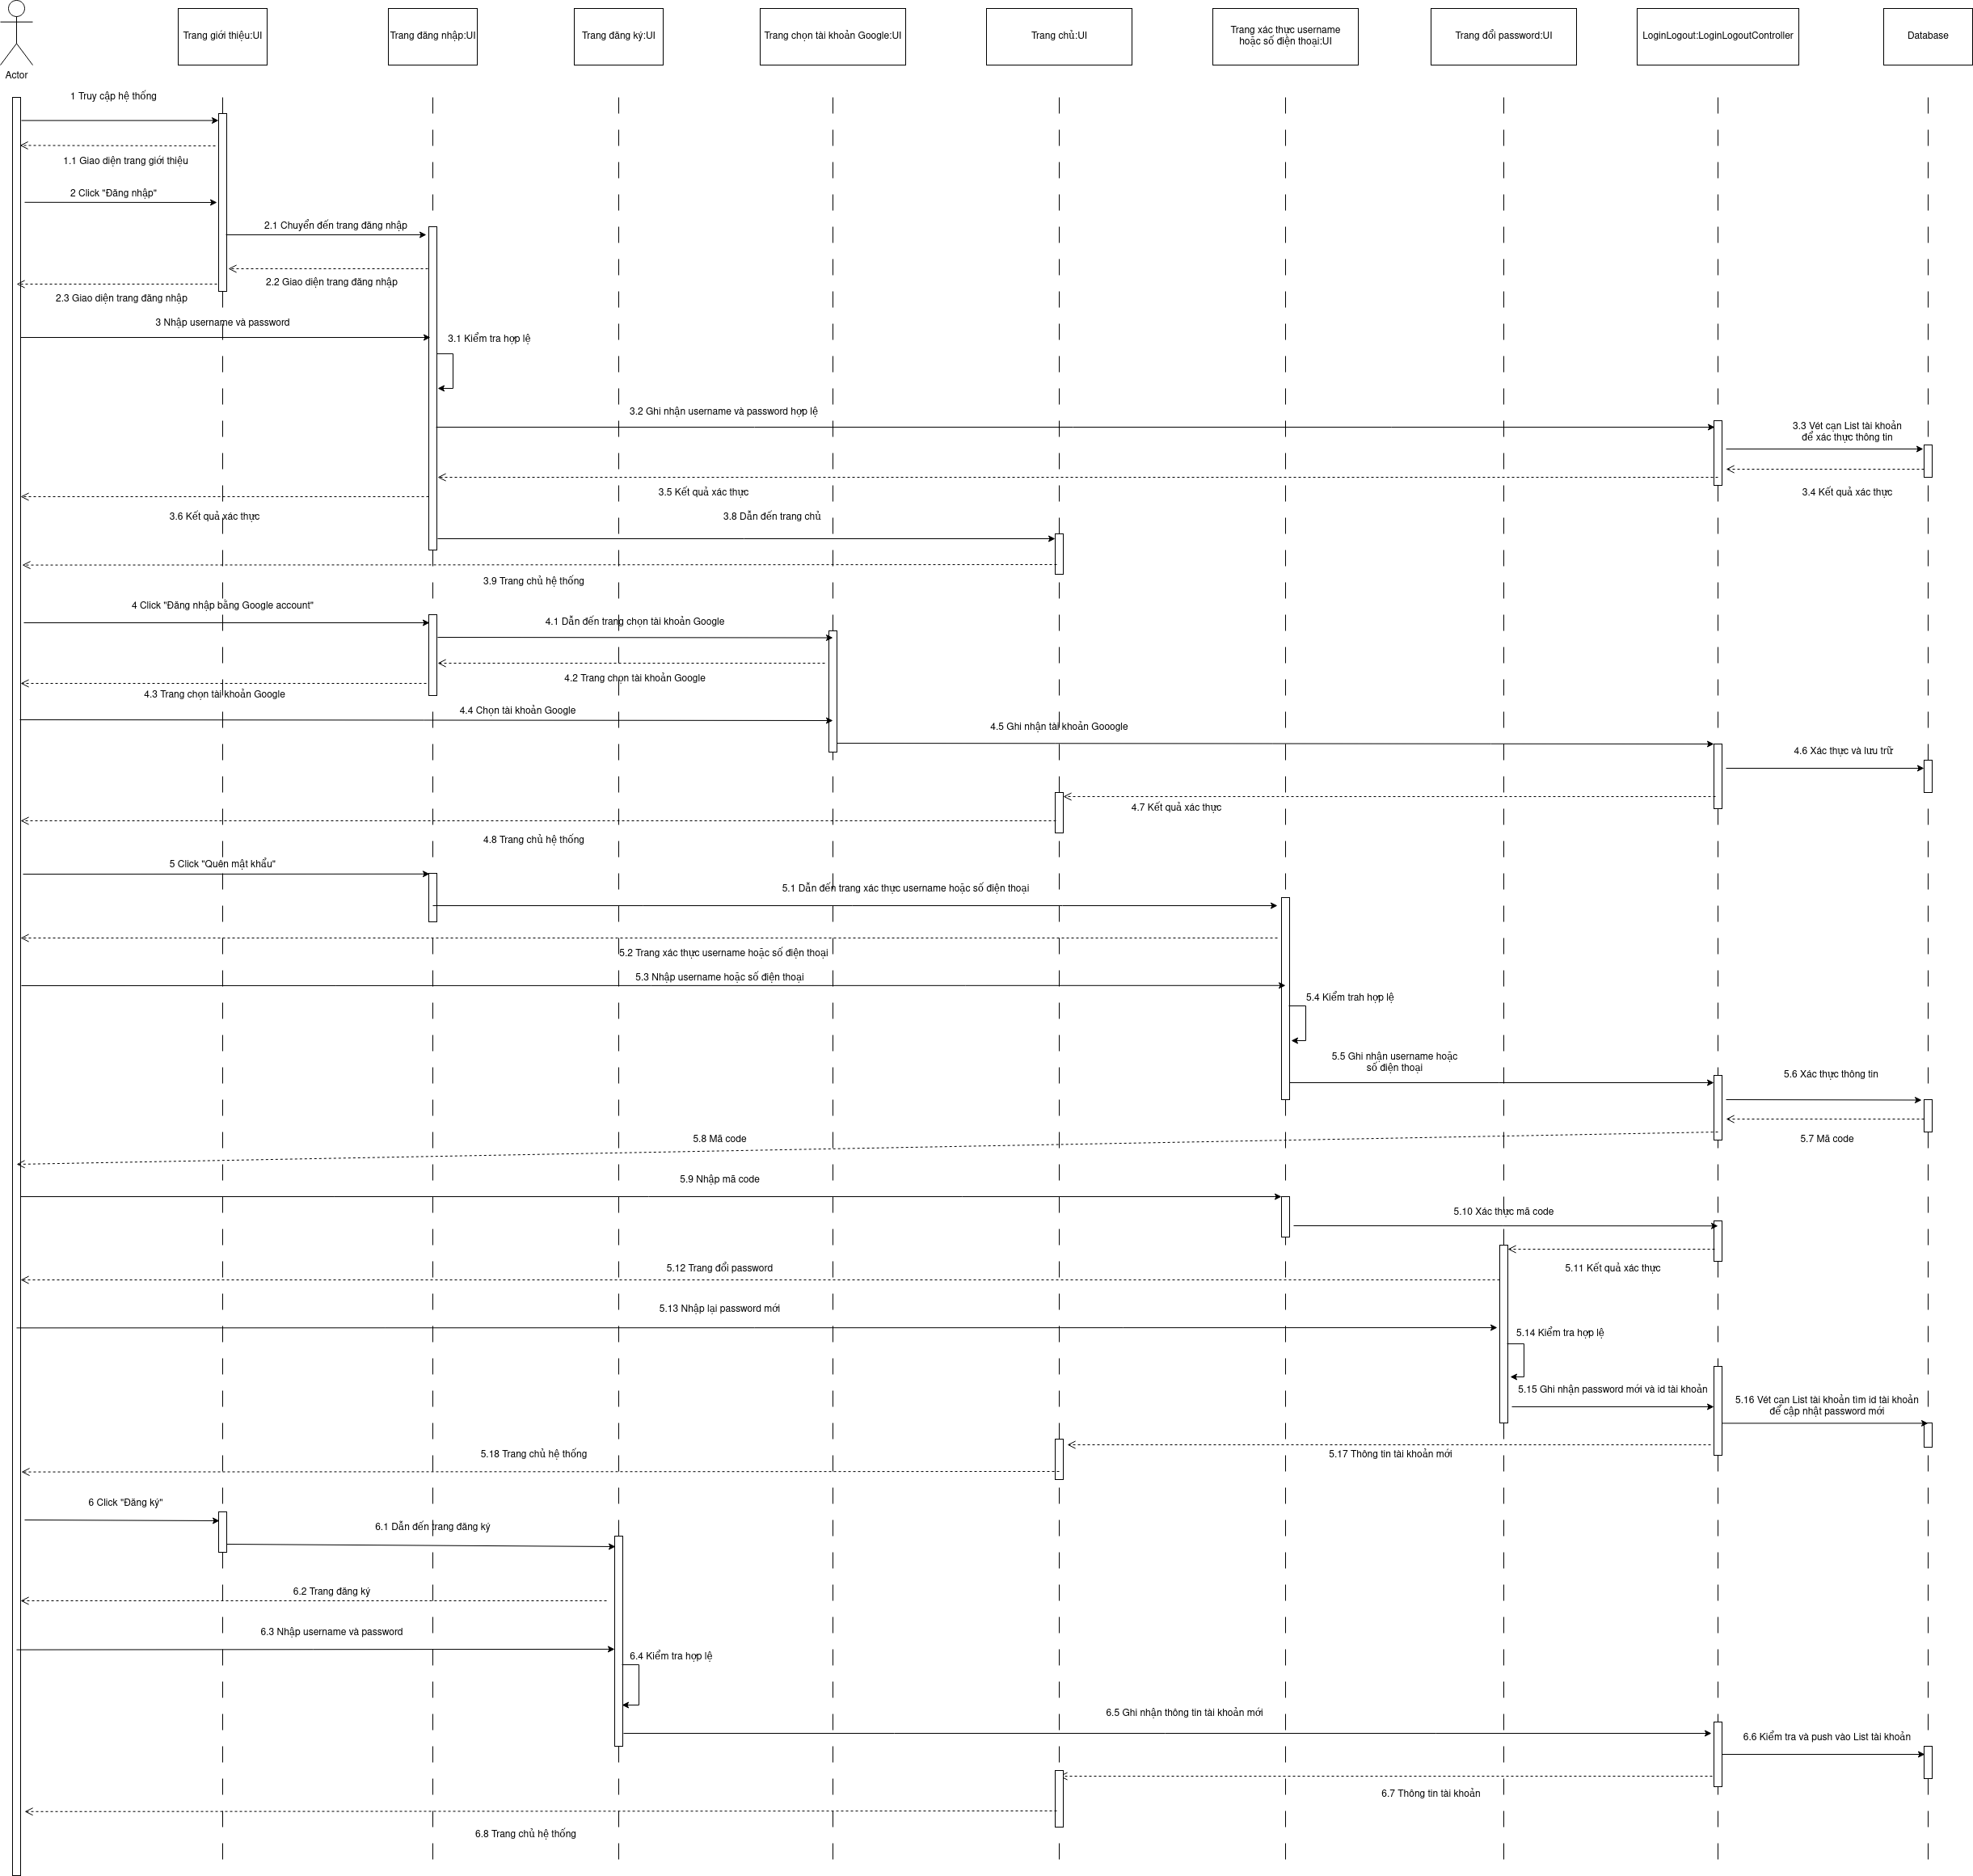 Actor
Trang giới thiệu:UI
Trang đăng nhập:UI
Trang đăng ký:UI
Trang chọn tài khoản Google:UI
Trang chủ:UI
Trang xác thực username
hoặc số điện thoại:UI
Trang đổi password:UI
LoginLogout:LoginLogoutController
Database
1 Truy cập hệ thống
1.1 Giao diện trang giới thiệu
2 Click "Đăng nhập"
2.1 Chuyển đến trang đăng nhập
2.2 Giao diện trang đăng nhập
2.3 Giao diện trang đăng nhập
3 Nhập username và password
3.1 Kiểm tra hợp lệ
3.2 Ghi nhận username và password hợp lệ
3.3 Vét cạn List tài khoản
để xác thực thông tin
3.5 Kết quả xác thực
3.4 Kết quả xác thực
3.6 Kết quả xác thực
3.8 Dẫn đến trang chủ
3.9 Trang chủ hệ thống
4 Click "Đăng nhập bằng Google account"
4.1 Dẫn đến trang chọn tài khoản Google
4.2 Trang chọn tài khoản Google
4.3 Trang chọn tài khoản Google
4.4 Chọn tài khoản Google
4.5 Ghi nhận tài khoản Gooogle
4.6 Xác thực và lưu trữ
4.7 Kết quả xác thực
4.8 Trang chủ hệ thống
5 Click "Quên mật khẩu"
5.1 Dẫn đến trang xác thực username hoặc số điện thoại
5.2 Trang xác thực username hoặc số điện thoại
5.3 Nhập username hoặc số điện thoại
5.4 Kiểm trah hợp lệ
5.5 Ghi nhận username hoặc
số điện thoại
5.6 Xác thực thông tin
5.8 Mã code
5.7 Mã code
5.9 Nhập mã code
5.10 Xác thực mã code
5.12 Trang đổi password
5.11 Kết quả xác thực
5.13 Nhập lại password mới
5.14 Kiểm tra hợp lệ
5.15 Ghi nhận password mới và id tài khoản
5.16 Vét cạn List tài khoản tìm id tài khoản
để cập nhật password mới
5.18 Trang chủ hệ thống
5.17 Thông tin tài khoản mới
6 Click "Đăng ký"
6.1 Dẫn đến trang đăng ký
6.2 Trang đăng ký
6.3 Nhập username và password
6.4 Kiểm tra hợp lệ
6.5 Ghi nhận thông tin tài khoản mới
6.6 Kiểm tra và push vào List tài khoản
6.7 Thông tin tài khoản
6.8 Trang chủ hệ thống